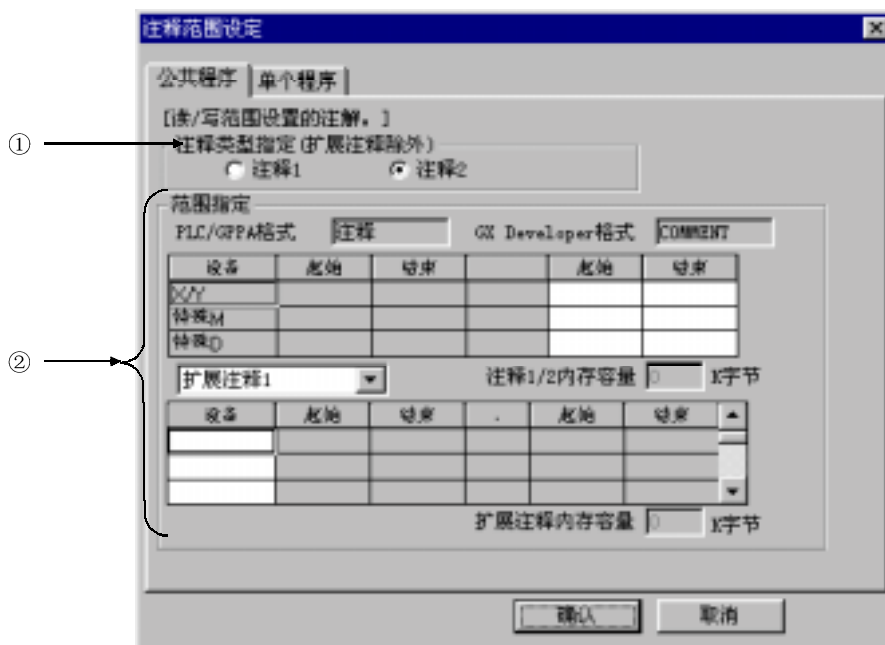 注释范围设定
公共程序 单个程序
[读/写范围设置的注解。]
① 注释类型指定(扩展注释除外)
注释1 注释2
范围指定
PLC/GPPA格式 注释 GX Developer格式 COMMENT
设备 起始 结束 起始 结束
X/Y
特殊M
特殊D
②
扩展注释1 注释1/2内存容量 0 K字节
设备 起始 结束 . 起始 结束
扩展注释内存容量 0 K字节
确认 取消